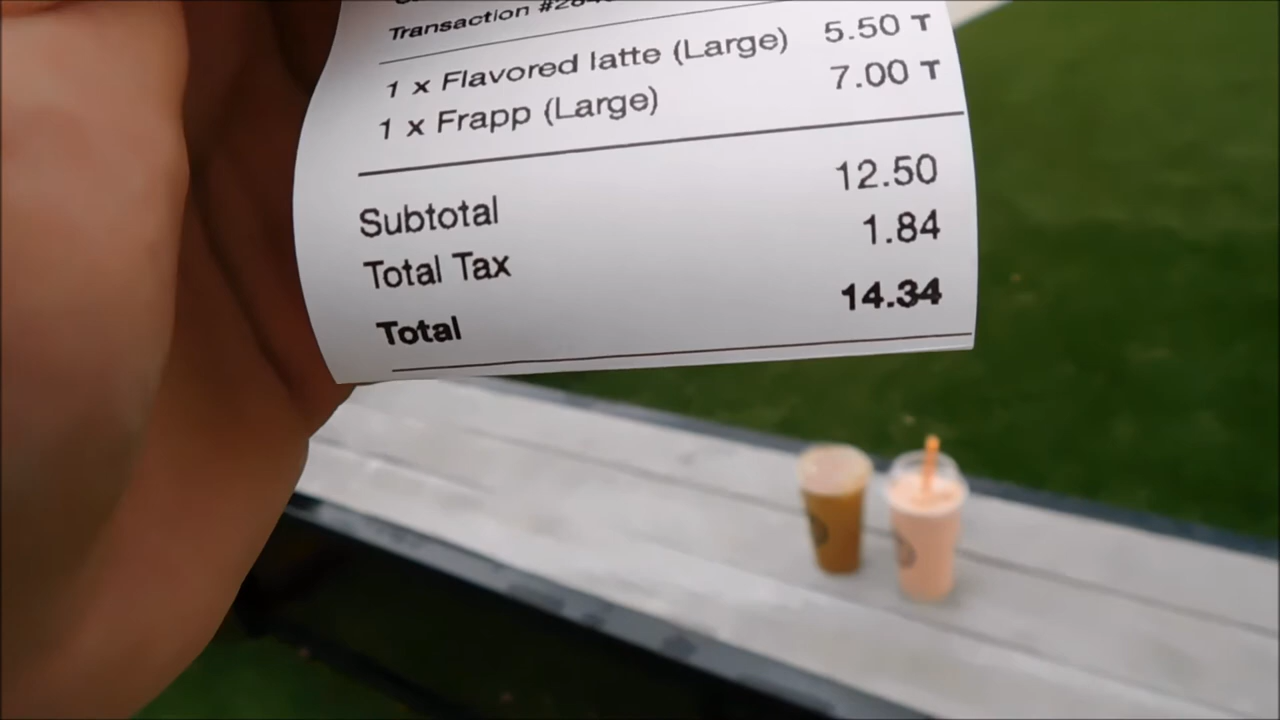 Transaction
1 x Flavored latte (Large) 5.50 T
1 x Frapp (Large) 7.00 T
Subtotal 12.50
Total Tax 1.84
Total 14.34